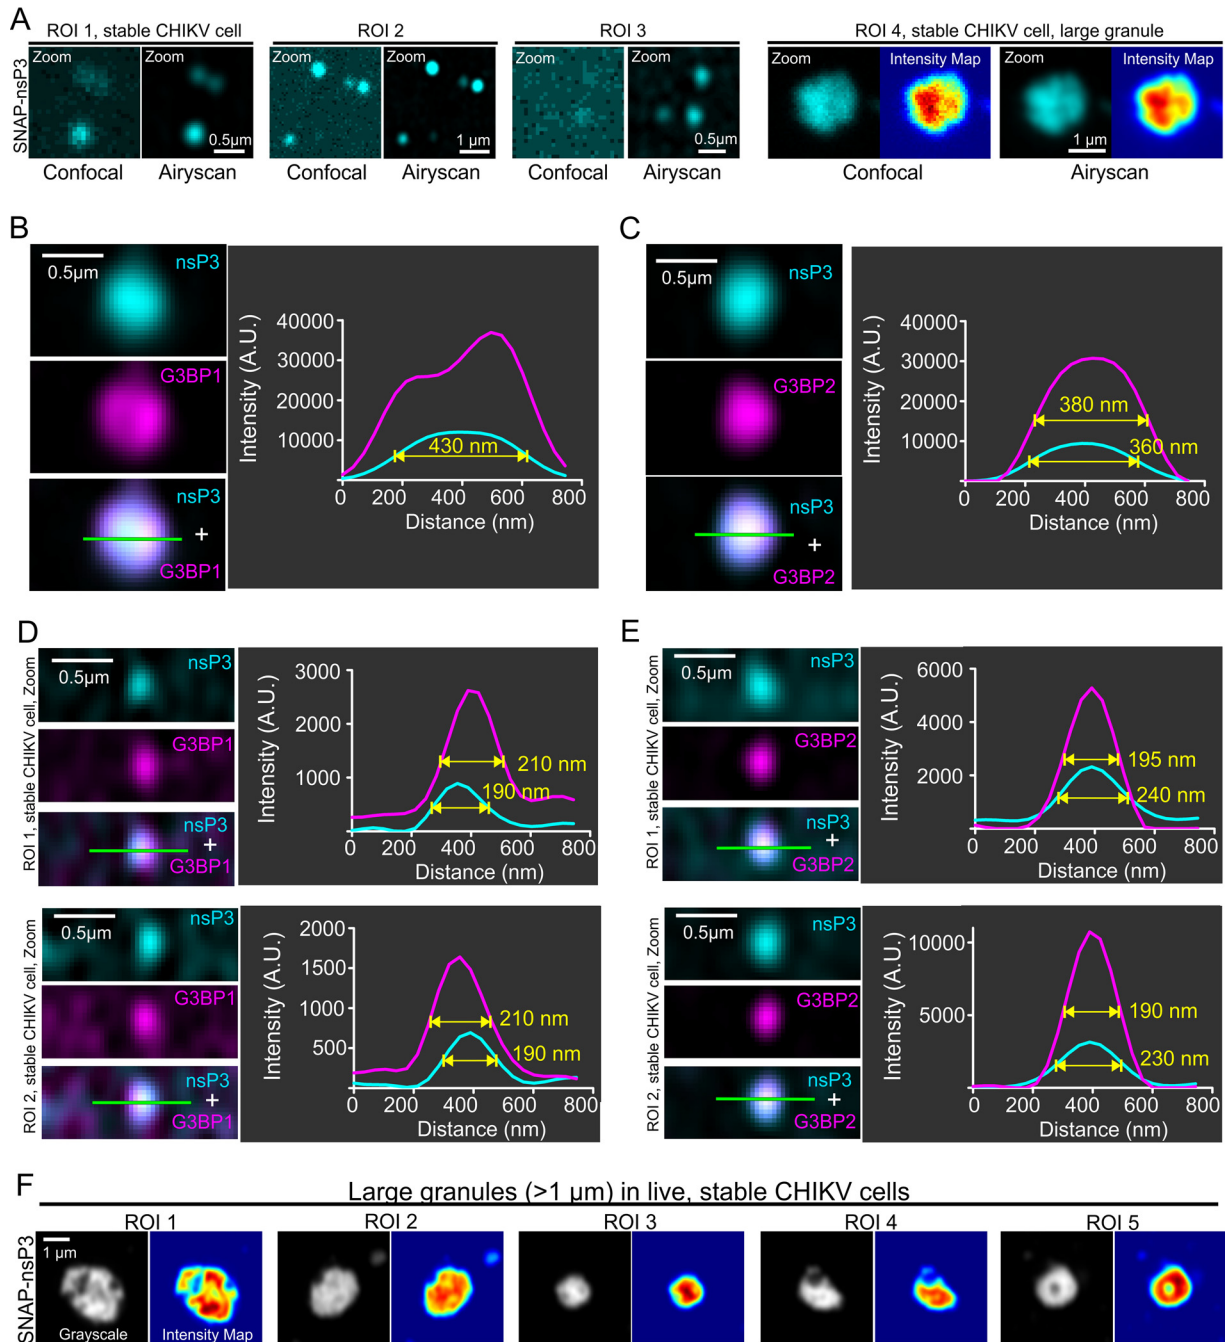 A
ROI 1, stable CHIKV cell
ROI 2
ROI 3
ROI 4, stable CHIKV cell, large granule
SNAP-nsP3
Zoom
Zoom
Zoom
Zoom
Zoom
Zoom
Zoom
Intensity Map
Zoom
Intensity Map
0.5µm
1 µm
0.5µm
1 µm
Confocal
Airyscan
Confocal
Airyscan
Confocal
Airyscan
Confocal
Airyscan
B
0.5µm
nsP3
G3BP1
nsP3
+
G3BP1
Intensity (A.U.)
40000
30000
20000
10000
430 nm
0 200 400 600
Distance (nm)
C
0.5µm
nsP3
G3BP2
nsP3
+
G3BP2
Intensity (A.U.)
40000
30000
20000
10000
0
380 nm
360 nm
0 200 400 600
Distance (nm)
D
ROI 1, stable CHIKV cell, Zoom
0.5µm
nsP3
G3BP1
nsP3
+
G3BP1
Intensity (A.U.)
3000
2000
1000
0
210 nm
190 nm
0 200 400 600 800
Distance (nm)
ROI 2, stable CHIKV cell, Zoom
0.5µm
nsP3
G3BP1
nsP3
+
G3BP1
Intensity (A.U.)
2000
1500
1000
500
210 nm
190 nm
0 200 400 600 800
Distance (nm)
E
ROI 1, stable CHIKV cell, Zoom
0.5µm
nsP3
G3BP2
nsP3
+
G3BP2
Intensity (A.U.)
6000
4000
2000
0
195 nm
240 nm
0 200 400 600 800
Distance (nm)
ROI 2, stable CHIKV cell, Zoom
0.5µm
nsP3
G3BP2
nsP3
+
G3BP2
Intensity (A.U.)
10000
5000
0
190 nm
230 nm
0 200 400 600 800
Distance (nm)
F
Large granules (>1 µm) in live, stable CHIKV cells
ROI 1
ROI 2
ROI 3
ROI 4
ROI 5
SNAP-nsP3
1 µm
Grayscale
Intensity Map